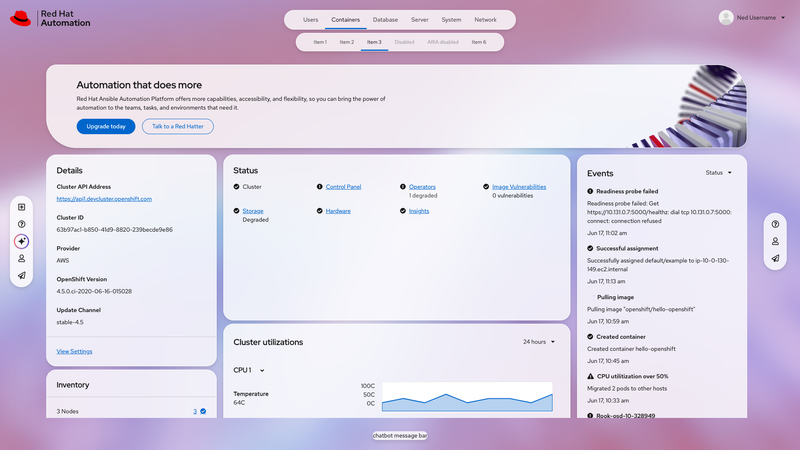 Red Hat
Automation
Users
Containers
Database
Server
System
Network
Ned Username
Item 1
Item 2
Item 3
Disabled
ARIA disabled
Item 6
Automation that does more
Red Hat Ansible Automation Platform offers more capabilities, accessibility, and flexibility, so you can bring the power of
automation to the teams, tasks, and environments that need it.
Upgrade today
Talk to a Red Hatter
Details
Cluster API Address
https://api1.devcluster.openshift.com
Cluster ID
63b97ac1-b850-41d9-8820-239becde9e86
Provider
AWS
OpenShift Version
4.5.0.ci-2020-06-16-015028
Update Channel
stable-4.5
View Settings
Inventory
3 Nodes
3
Status
Cluster
Control Panel
Operators
1 degraded
Image Vulnerabilities
0 vulnerabilities
Storage
Degraded
Hardware
Insights
Cluster utilizations
24 hours
CPU 1
Temperature
64C
100C
50C
0C
Events
Status
Readiness probe failed
Readiness probe failed: Get
https://10.131.0.7:5000/healthz: dial tcp 10.131.0.7:5000:
connect: connection refused
Jun 17, 11:02 am
Successful assignment
Successfully assigned default/example to ip-10-0-130-
149.ec2.internal
Jun 17, 11:13 am
Pulling image
Pulling image "openshift/hello-openshift"
Jun 17, 10:59 am
Created container
Created container hello-openshift
Jun 17, 10:45 am
CPU utilitization over 50%
Migrated 2 pods to other hosts
Jun 17, 10:33 am
Rook-osd-10-328949
chatbot message bar